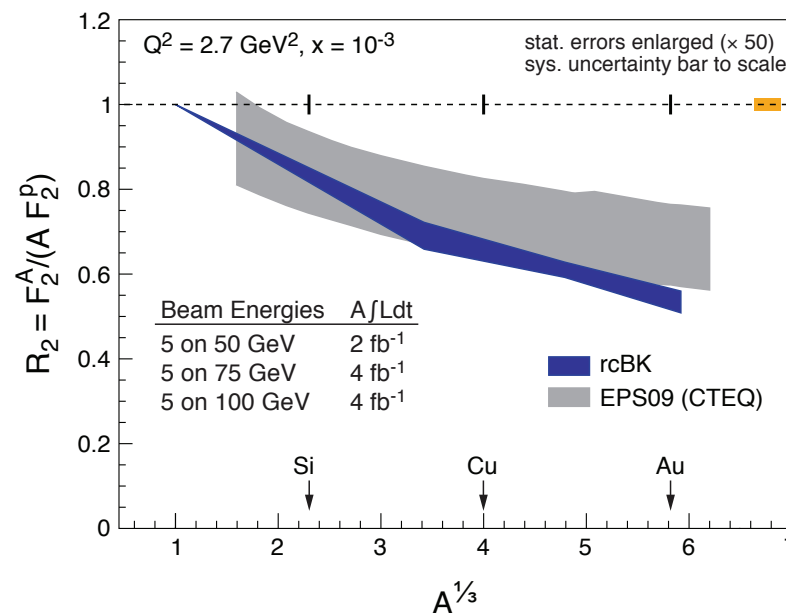 1.2
Q² = 2.7 GeV², x = 10⁻³
stat. errors enlarged (× 50)
sys. uncertainty bar to scale
1
0.8
0.6
0.4
0.2
0
R₂ = F₂ᴬ/(A F₂ᵖ)
Beam Energies A∫Ldt
5 on 50 GeV 2 fb⁻¹
5 on 75 GeV 4 fb⁻¹
5 on 100 GeV 4 fb⁻¹
rcBK
EPS09 (CTEQ)
Si Cu Au
1 2 3 4 5 6 7
A^⅓